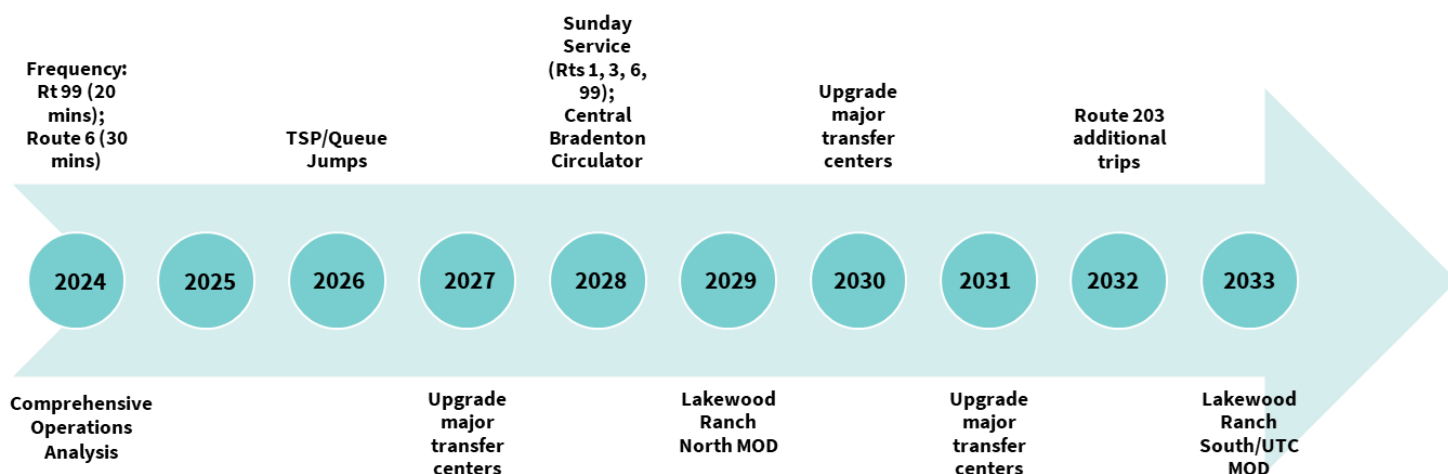 Frequency:
Rt 99 (20
mins);
Route 6 (30
mins)
TSP/Queue
Jumps
Sunday
Service
(Rts 1, 3, 6,
99);
Central
Bradenton
Circulator
Upgrade
major
transfer
centers
Route 203
additional
trips
2024
2025
2026
2027
2028
2029
2030
2031
2032
2033
Comprehensive
Operations
Analysis
Upgrade
major
transfer
centers
Lakewood
Ranch
North MOD
Upgrade
major
transfer
centers
Lakewood
Ranch
South/UTC
MOD